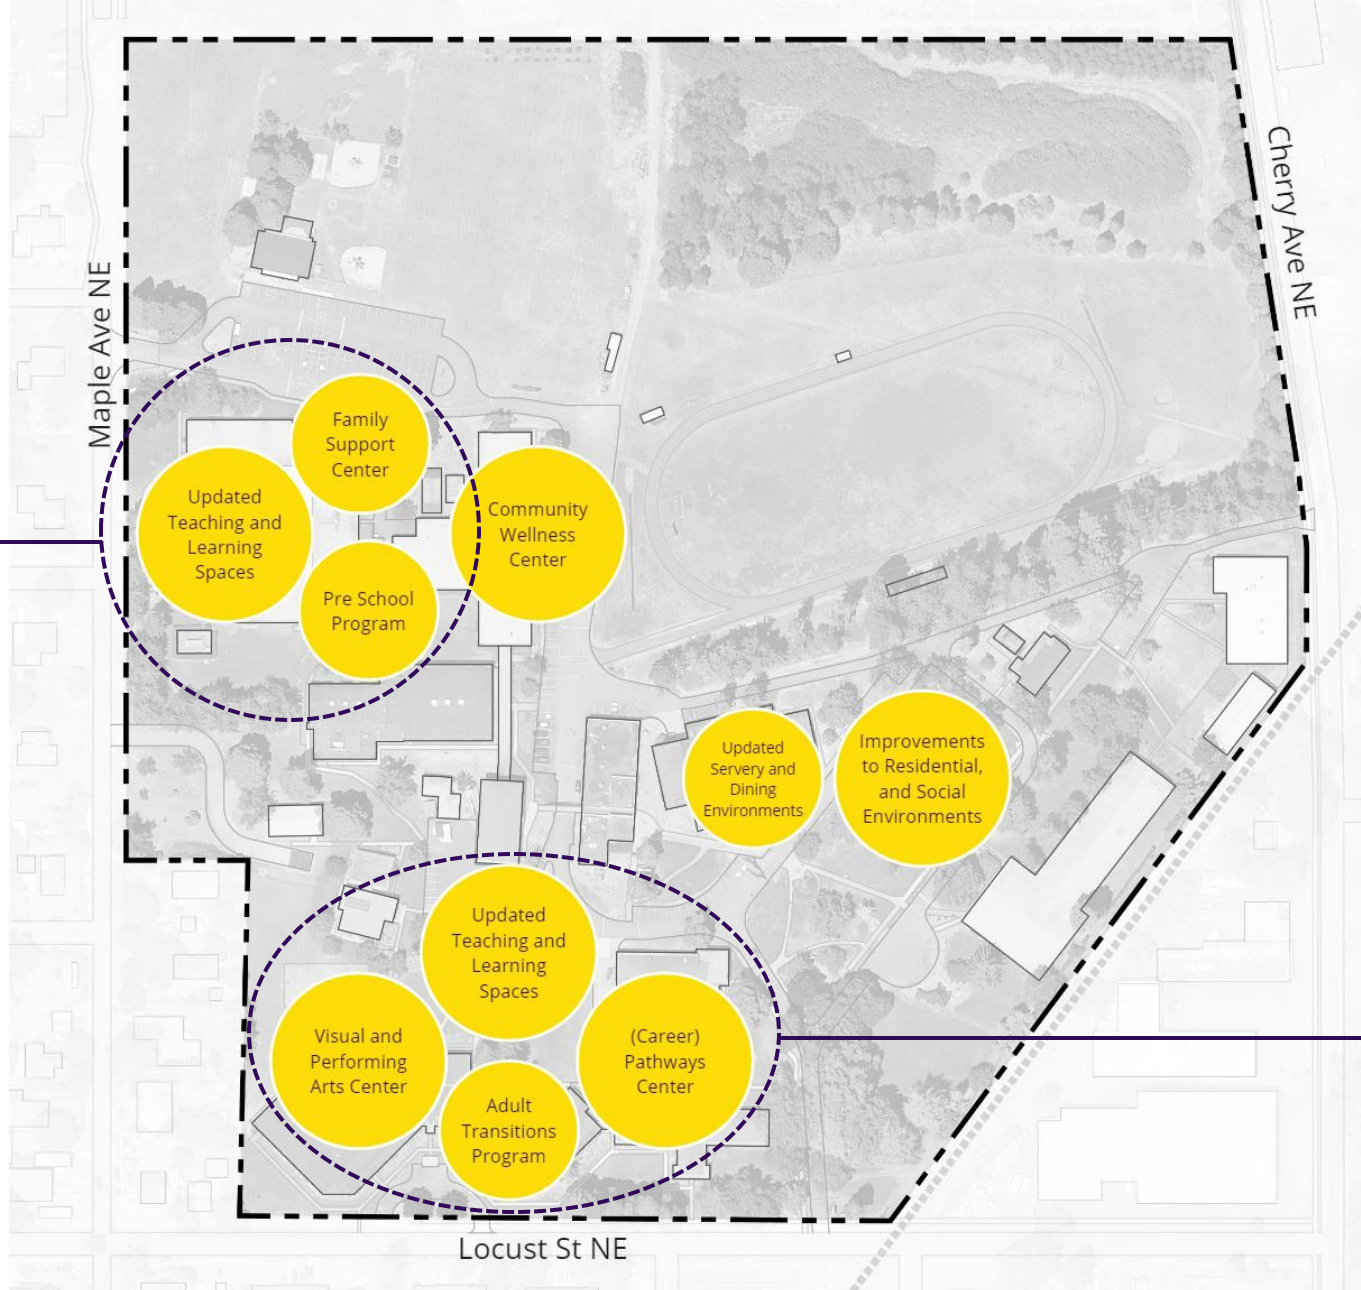 Cherry Ave NE
Maple Ave NE
Family
Support
Center
Updated
Teaching and
Learning
Spaces
Community
Wellness
Center
Pre School
Program
Updated
Servery and
Dining
Environments
Improvements
to Residential,
and Social
Environments
Updated
Teaching and
Learning
Spaces
Visual and
Performing
Arts Center
(Career)
Pathways
Center
Adult
Transitions
Program
Locust St NE